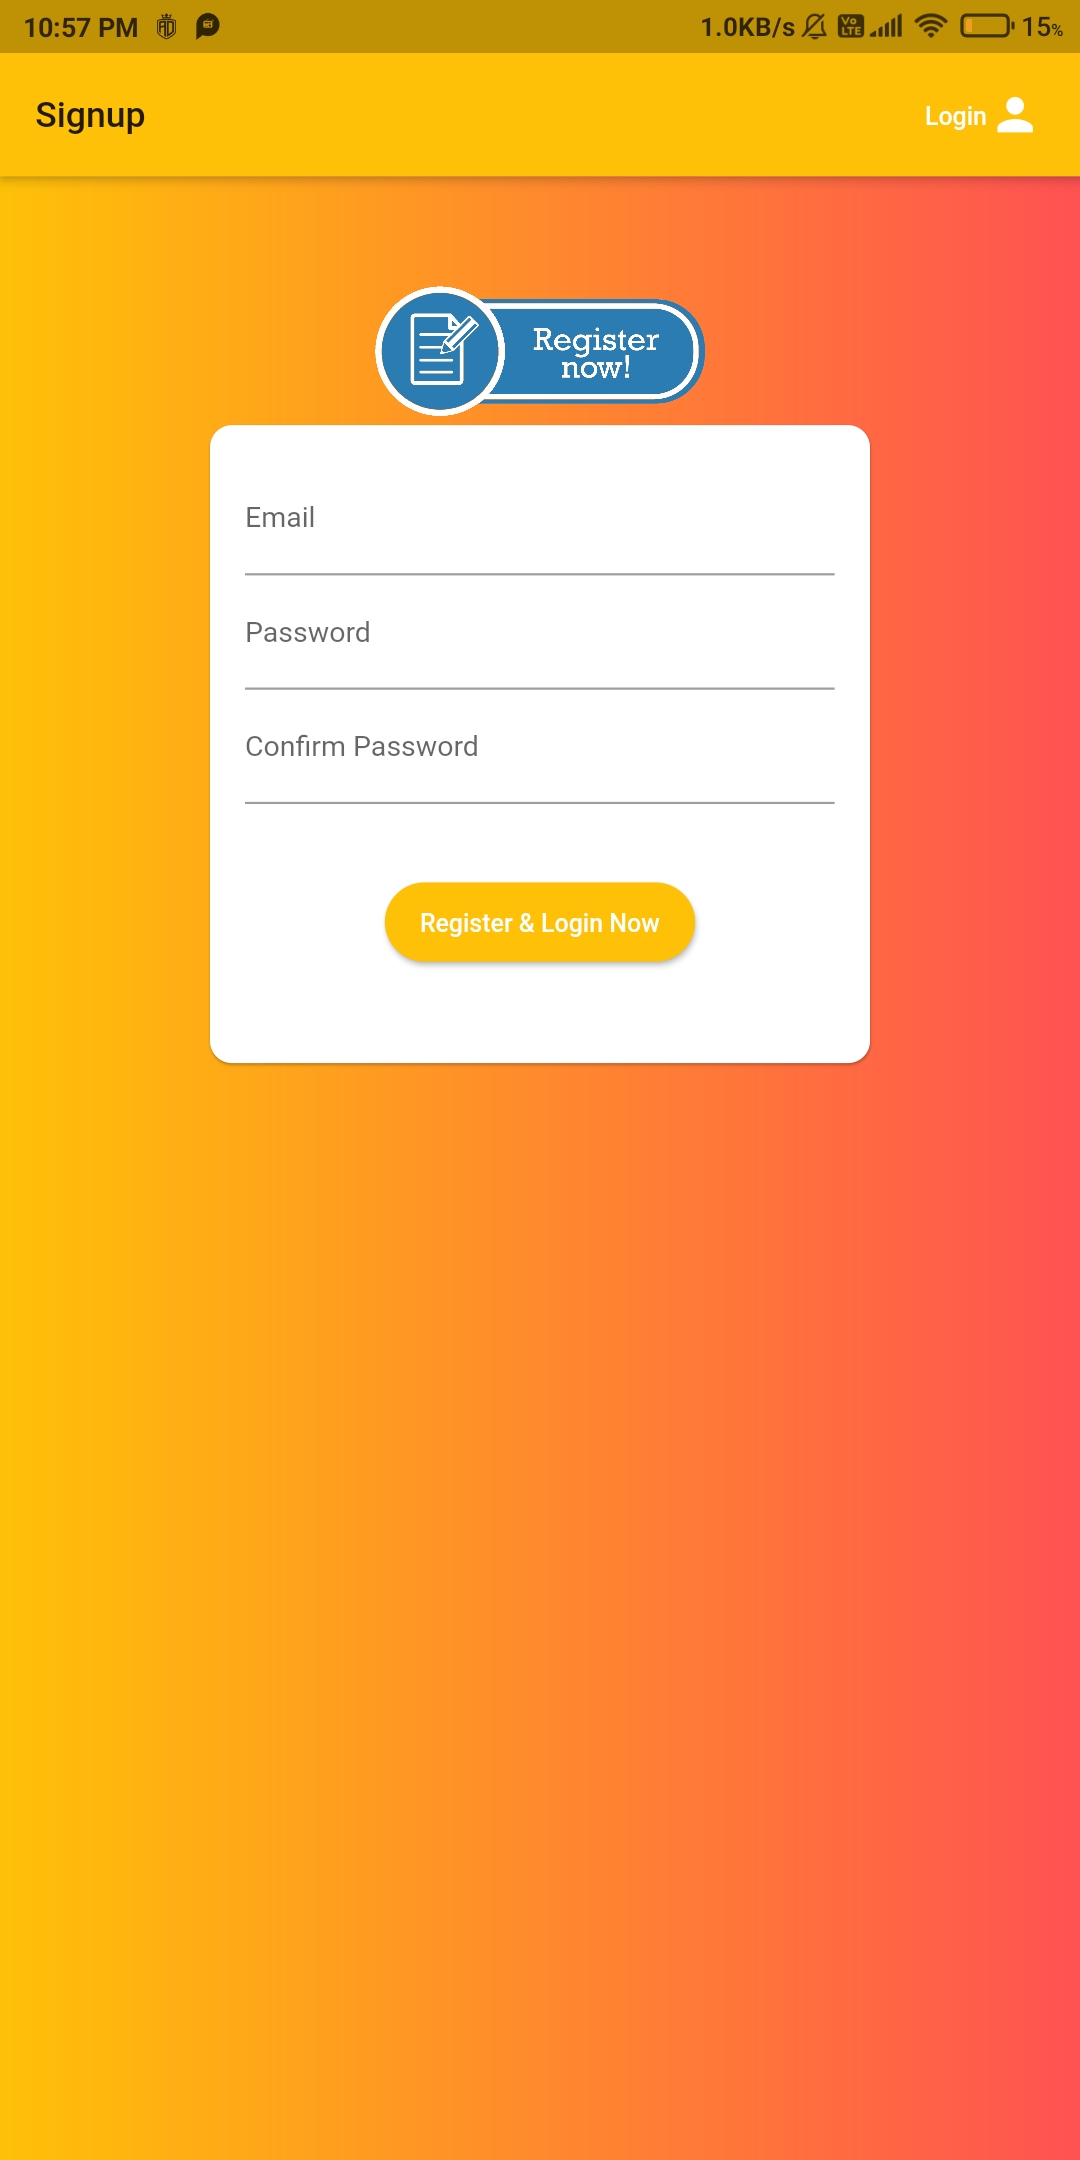 10:57 PM
1.0KB/s
Vo
LTE
15%
Signup
Login
Register
now!
Email
Password
Confirm Password
Register & Login Now